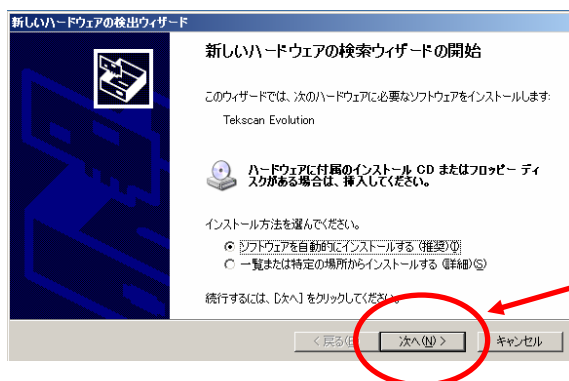 新しいハードウェアの検出ウィザード
新しいハードウェアの検索ウィザードの開始
このウィザードでは、次のハードウェアに必要なソフトウェアをインストールします:
Tekscan Evolution
ハードウェアに付属のインストール CD またはフロッピー ディ
スクがある場合は、挿入してください。
インストール方法を選んでください。
ソフトウェアを自動的にインストールする (推奨)(I)
一覧または特定の場所からインストールする (詳細)(S)
続行するには、[次へ] をクリックしてください。
< 戻る(B) 次へ(N) > キャンセル